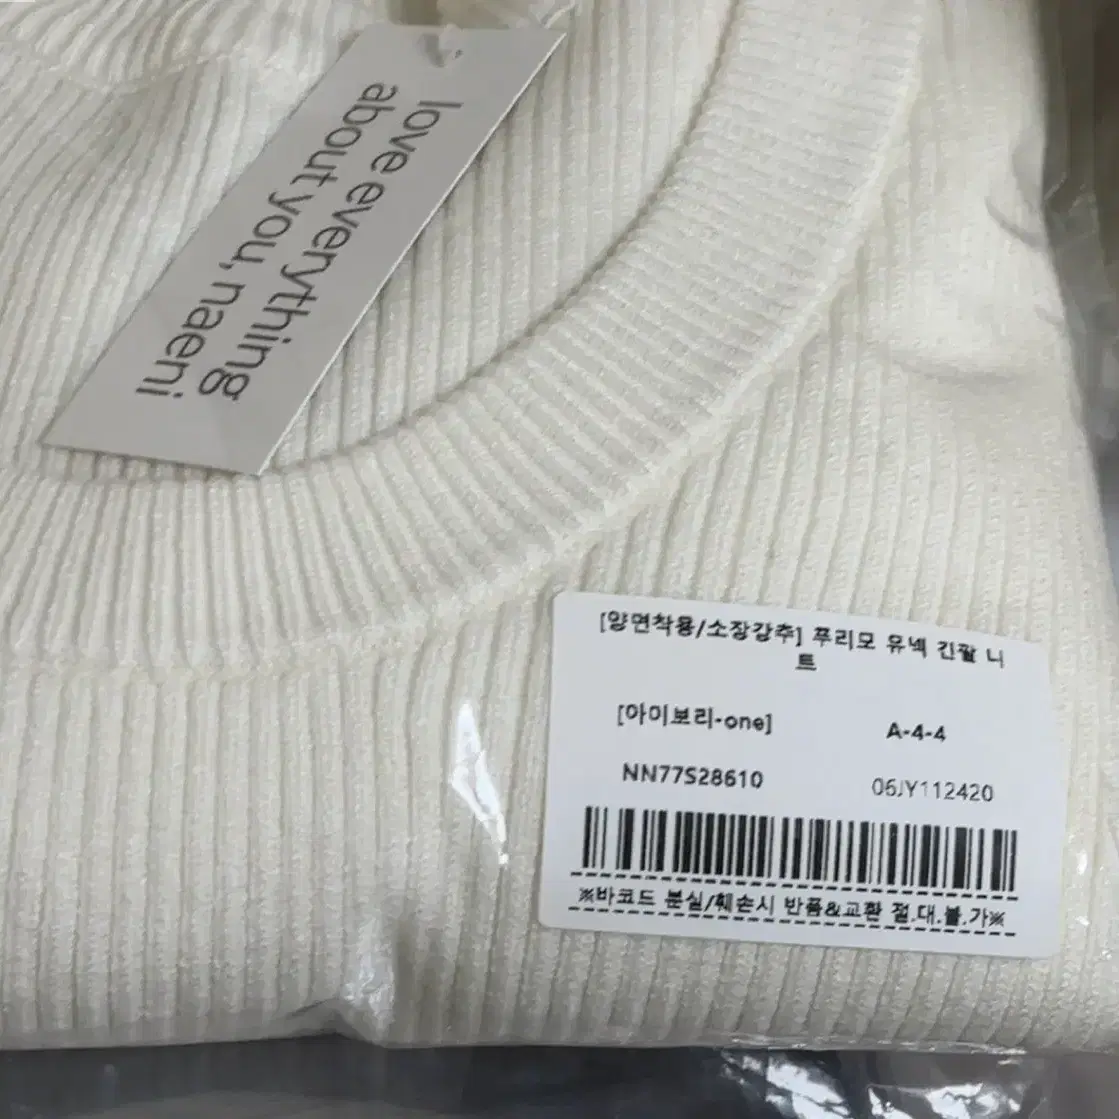 love everything
about you, naeni
[양면착용/소장강추] 푸리모 유넥 긴팔 니
트
[아이보리-one] A-4-4
NN77S28610 06JY112420
※바코드 분실/훼손시 반품&교환 절.대.불.가※